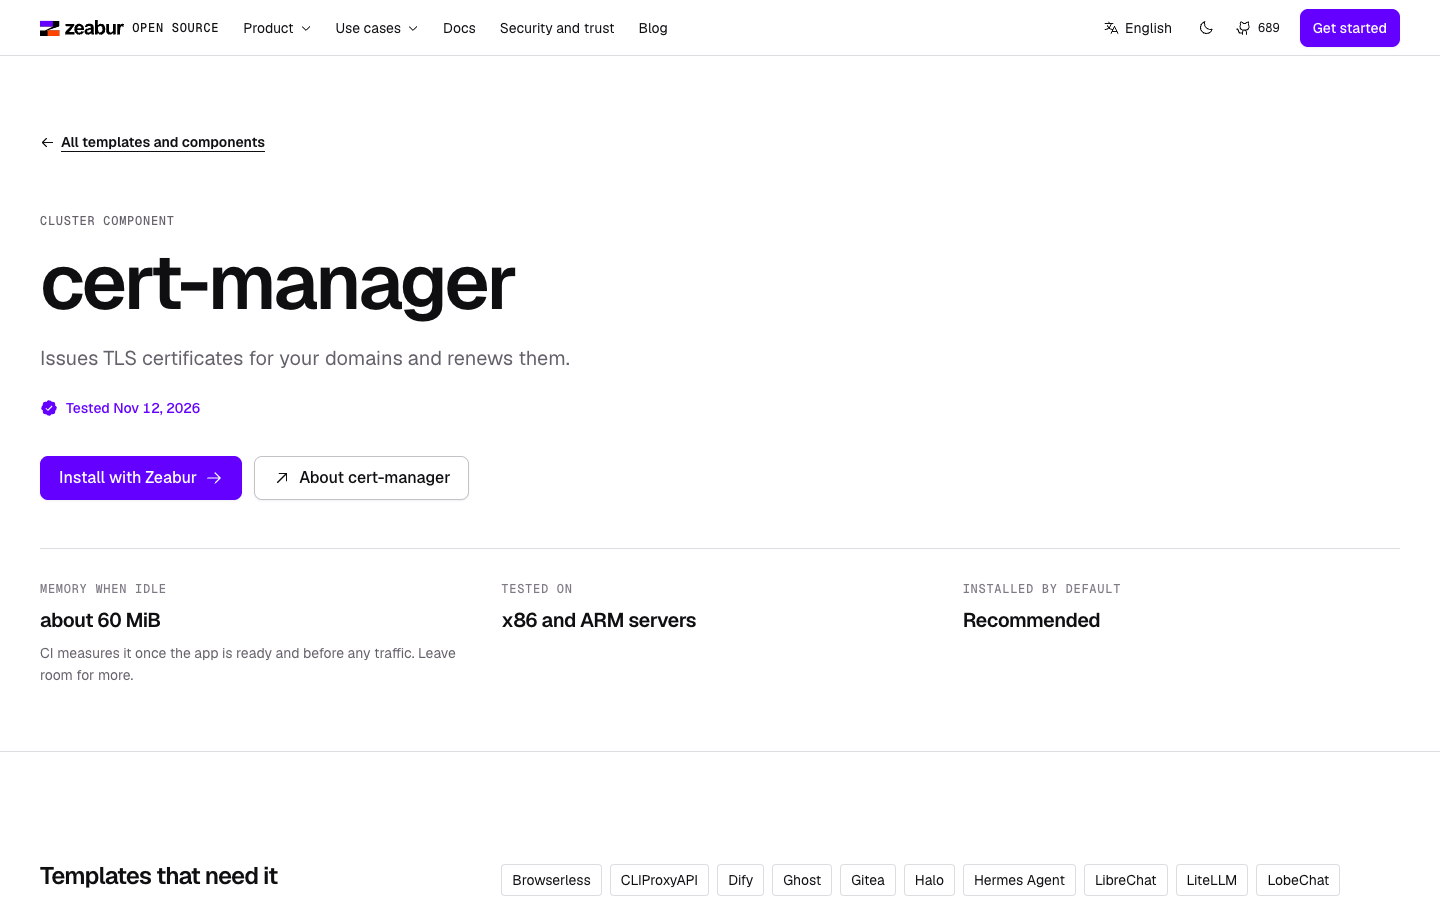 zeabur OPEN SOURCE Product Use cases Docs Security and trust Blog English 689 Get started
All templates and components
CLUSTER COMPONENT
cert-manager
Issues TLS certificates for your domains and renews them.
Tested Nov 12, 2026
Install with Zeabur About cert-manager
MEMORY WHEN IDLE
about 60 MiB
CI measures it once the app is ready and before any traffic. Leave
room for more.
TESTED ON
x86 and ARM servers
INSTALLED BY DEFAULT
Recommended
Templates that need it
Browserless CLIProxyAPI Dify Ghost Gitea Halo Hermes Agent LibreChat LiteLLM LobeChat